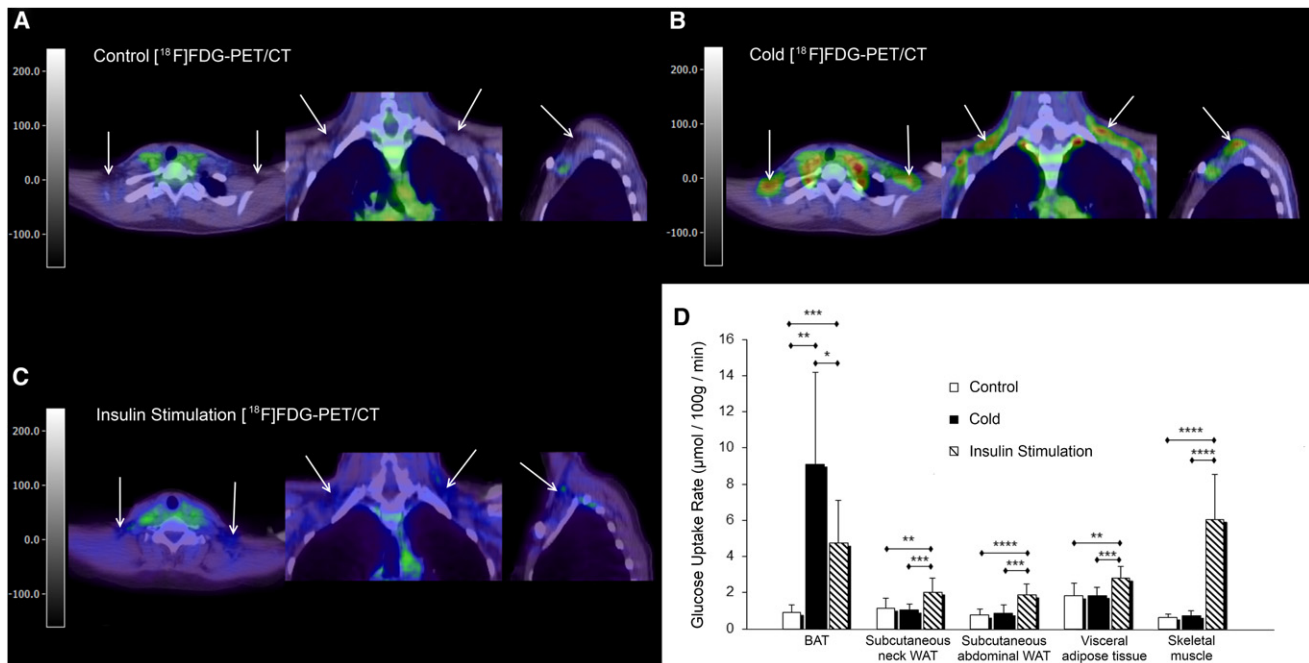 A
Control [¹⁸F]FDG-PET/CT
200.0
100.0
0.0
-100.0
B
Cold [¹⁸F]FDG-PET/CT
200.0
100.0
0.0
-100.0
C
Insulin Stimulation [¹⁸F]FDG-PET/CT
200.0
100.0
0.0
-100.0
D
Glucose Uptake Rate (μmol / 100g / min)
16
14
12
10
8
6
4
2
0
***
**
*
**
***
****
***
**
***
****
****
Control
Cold
Insulin Stimulation
BAT
Subcutaneous
neck WAT
Subcutaneous
abdominal WAT
Visceral
adipose tissue
Skeletal
muscle